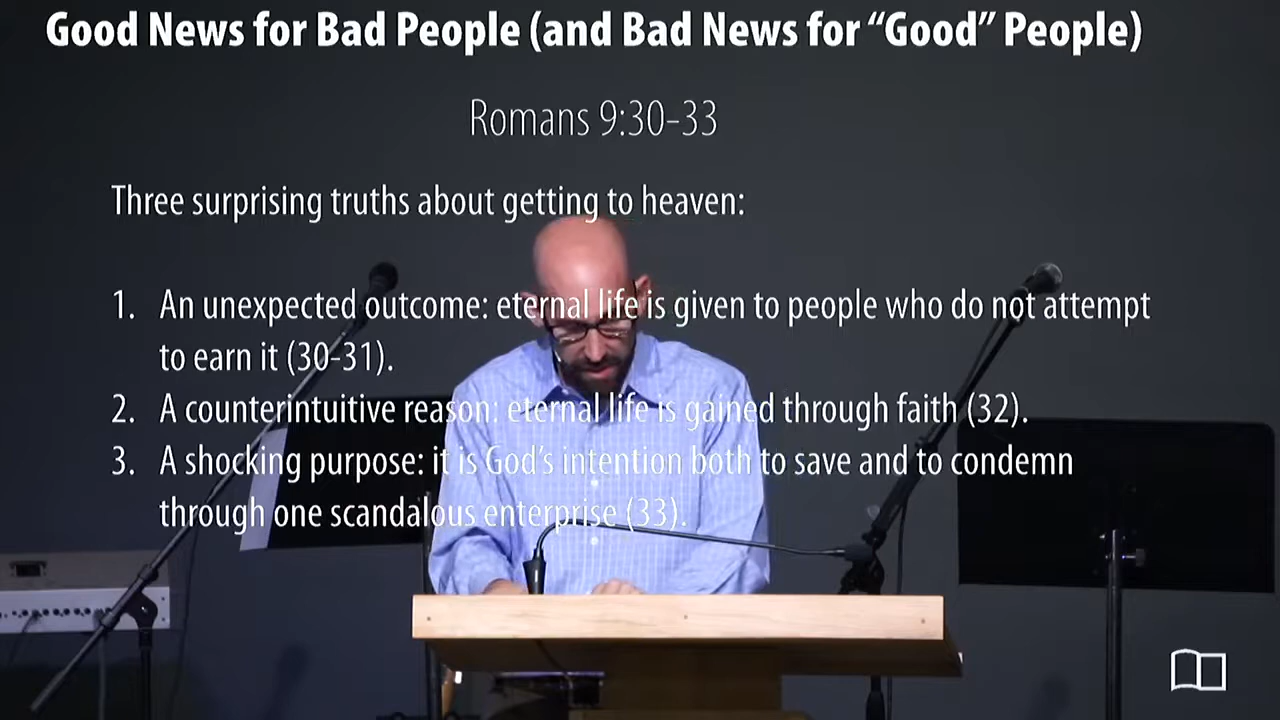 Good News for Bad People (and Bad News for “Good” People)
Romans 9:30-33
Three surprising truths about getting to heaven:
1. An unexpected outcome: eternal life is given to people who do not attempt
to earn it (30-31).
2. A counterintuitive reason: eternal life is gained through faith (32).
3. A shocking purpose: it is God’s intention both to save and to condemn
through one scandalous enterprise (33).